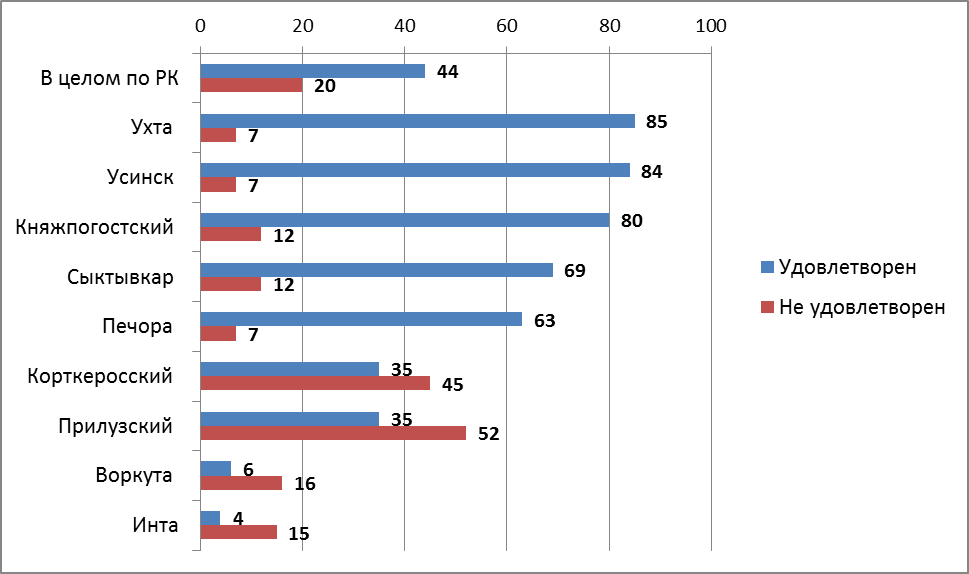 0 20 40 60 80 100
В целом по РК 44
20
Ухта 85
7
Усинск 84
7
Княжпогостский 80
12
Сыктывкар 69
12
Печора 63
7
Корткеросский 35
45
Прилузский 35
52
Воркута 6
16
Инта 4
15
Удовлетворен
Не удовлетворен